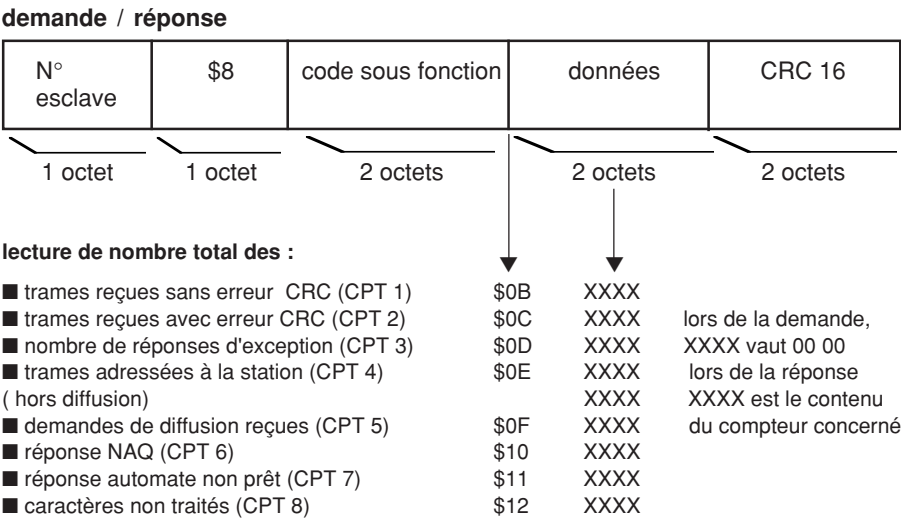 demande / réponse
N° esclave $8 code sous fonction données CRC 16
1 octet 1 octet 2 octets 2 octets 2 octets
lecture de nombre total des :
■ trames reçues sans erreur CRC (CPT 1) $0B XXXX
■ trames reçues avec erreur CRC (CPT 2) $0C XXXX lors de la demande,
■ nombre de réponses d'exception (CPT 3) $0D XXXX XXXX vaut 00 00
■ trames adressées à la station (CPT 4) $0E XXXX lors de la réponse
( hors diffusion) XXXX XXXX est le contenu
■ demandes de diffusion reçues (CPT 5) $0F XXXX du compteur concerné
■ réponse NAQ (CPT 6) $10 XXXX
■ réponse automate non prêt (CPT 7) $11 XXXX
■ caractères non traités (CPT 8) $12 XXXX